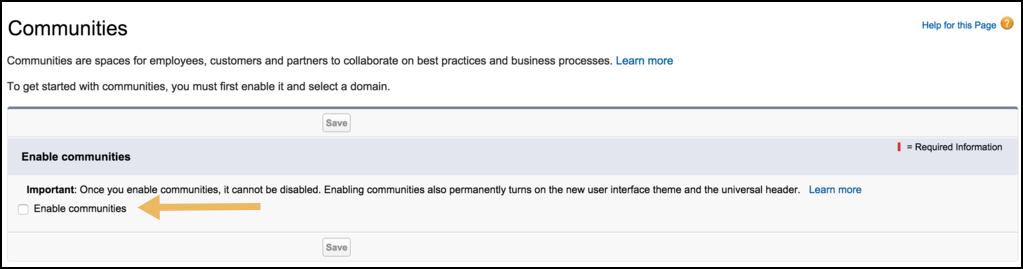 Communities
Help for this Page ?
Communities are spaces for employees, customers and partners to collaborate on best practices and business processes. Learn more
To get started with communities, you must first enable it and select a domain.
Save
Enable communities
= Required Information
Important: Once you enable communities, it cannot be disabled. Enabling communities also permanently turns on the new user interface theme and the universal header. Learn more
Enable communities
Save